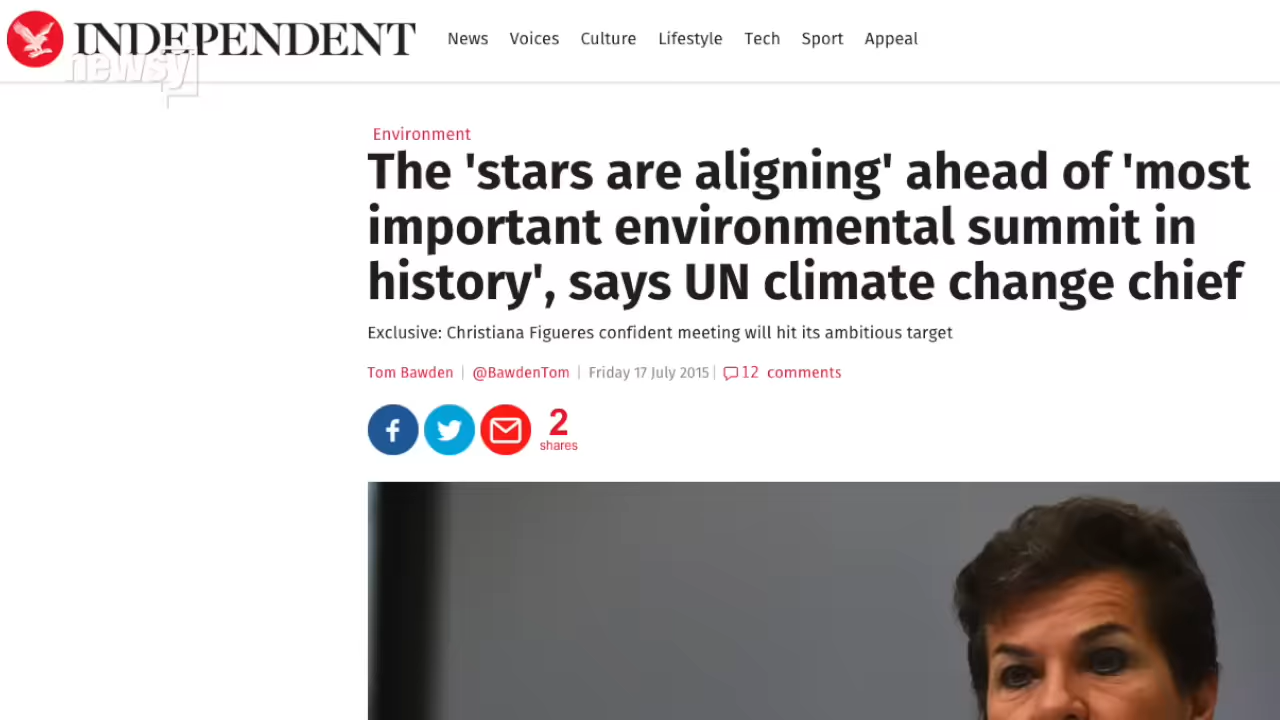 INDEPENDENT
newsy
News Voices Culture Lifestyle Tech Sport Appeal
Environment
The 'stars are aligning' ahead of 'most
important environmental summit in
history', says UN climate change chief
Exclusive: Christiana Figueres confident meeting will hit its ambitious target
Tom Bawden | @BawdenTom | Friday 17 July 2015 | 12 comments
2
shares